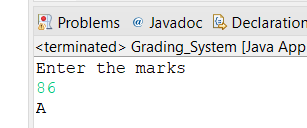 Problems @ Javadoc Declaration
<terminated> Grading_System [Java App
Enter the marks
86
A